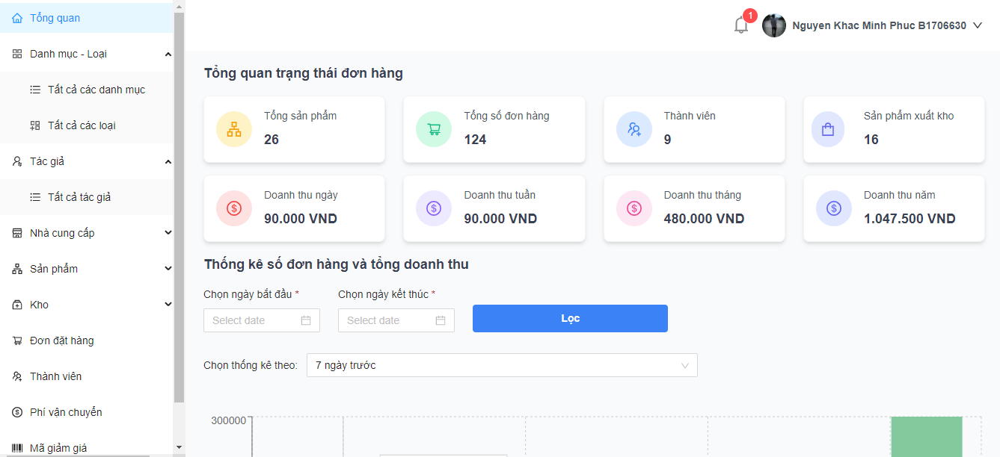 Tổng quan
Danh mục - Loại
Tất cả các danh mục
Tất cả các loại
Tác giả
Tất cả tác giả
Nhà cung cấp
Sản phẩm
Kho
Đơn đặt hàng
Thành viên
Phí vận chuyển
Mã giảm giá
1
Nguyen Khac Minh Phuc B1706630
Tổng quan trạng thái đơn hàng
Tổng sản phẩm
26
Tổng số đơn hàng
124
Thành viên
9
Sản phẩm xuất kho
16
Doanh thu ngày
90.000 VND
Doanh thu tuần
90.000 VND
Doanh thu tháng
480.000 VND
Doanh thu năm
1.047.500 VND
Thống kê số đơn hàng và tổng doanh thu
Chọn ngày bắt đầu *
Select date
Chọn ngày kết thúc *
Select date
Lọc
Chọn thống kê theo:
7 ngày trước
300000